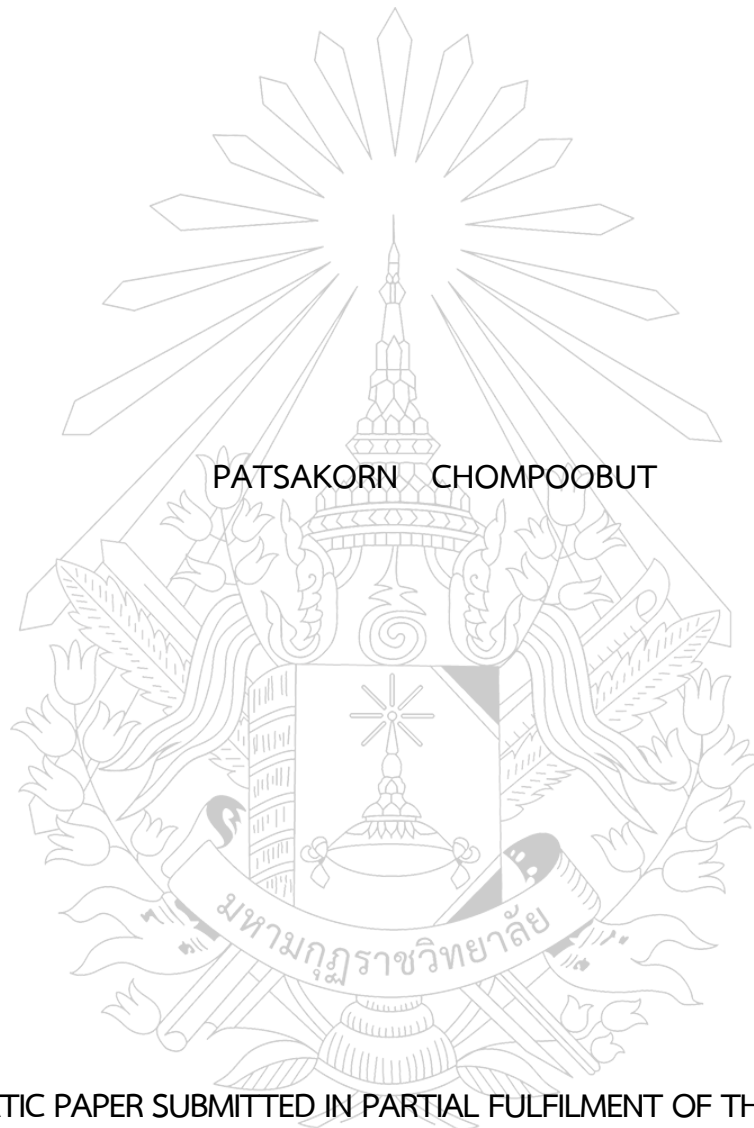 PATSAKORN CHOMPOOBUT
มหามกุฏราชวิทยาลัย
TIC PAPER SUBMITTED IN PARTIAL FULFILMENT OF TH